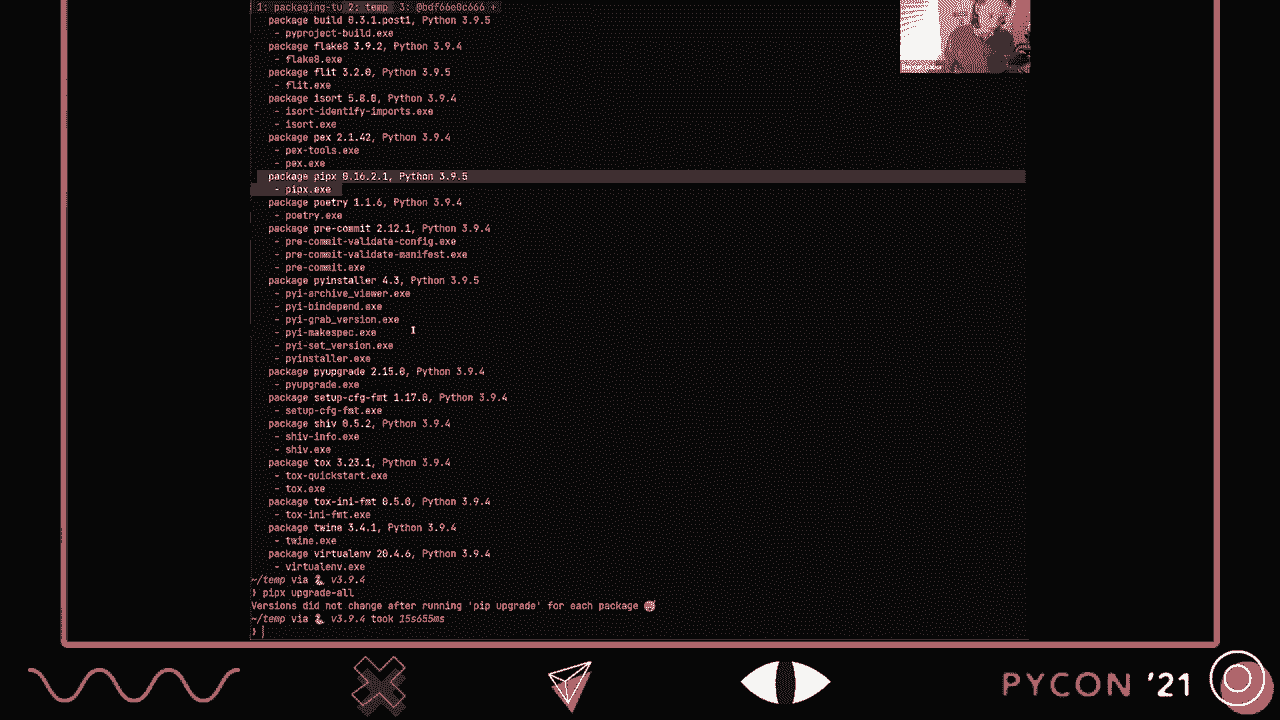 1: packaging-tu 2: temp 3: @bdf66e0c666 +
package build 0.3.1.post1, Python 3.9.5
- pyproject-build.exe
package flake8 3.9.2, Python 3.9.4
- flake8.exe
package flit 3.2.0, Python 3.9.5
- flit.exe
package isort 5.8.0, Python 3.9.4
- isort-identify-imports.exe
- isort.exe
package pex 2.1.42, Python 3.9.4
- pex-tools.exe
- pex.exe
package pipx 0.16.2.1, Python 3.9.5
- pipx.exe
package poetry 1.1.6, Python 3.9.4
- poetry.exe
package pre-commit 2.12.1, Python 3.9.4
- pre-commit-validate-config.exe
- pre-commit-validate-manifest.exe
- pre-commit.exe
package pyinstaller 4.3, Python 3.9.5
- pyi-archive_viewer.exe
- pyi-bindepend.exe
- pyi-grab_version.exe
- pyi-makespec.exe
- pyi-set_version.exe
- pyinstaller.exe
package pyupgrade 2.15.0, Python 3.9.4
- pyupgrade.exe
package setup-cfg-fmt 1.17.0, Python 3.9.4
- setup-cfg-fmt.exe
package shiv 0.5.2, Python 3.9.4
- shiv-info.exe
- shiv.exe
package tox 3.23.1, Python 3.9.4
- tox-quickstart.exe
- tox.exe
package tox-ini-fmt 0.5.0, Python 3.9.4
- tox-ini-fmt.exe
package twine 3.4.1, Python 3.9.4
- twine.exe
package virtualenv 20.4.6, Python 3.9.4
- virtualenv.exe
~/temp via 🐍 v3.9.4
❯ pipx upgrade-all
Versions did not change after running 'pip upgrade' for each package 😴
~/temp via 🐍 v3.9.4 took 15s655ms
❯
PYCON '21